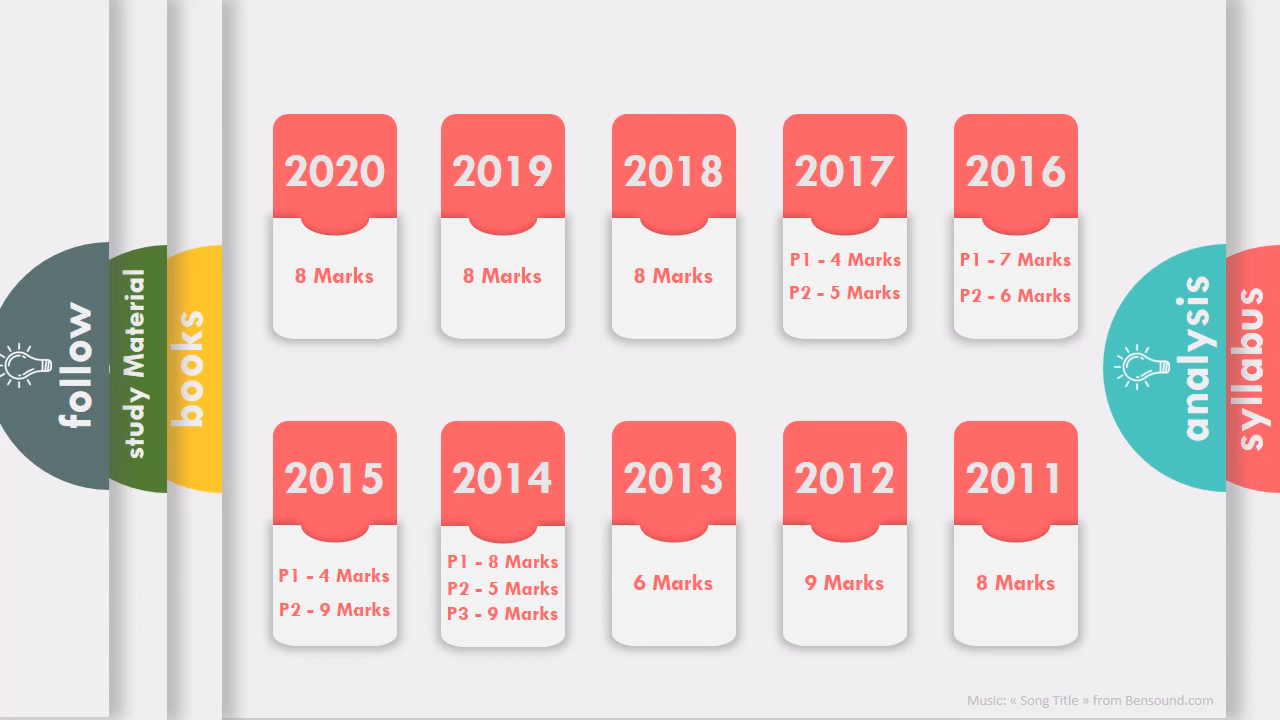 follow
study Material
books
2020
8 Marks
2019
8 Marks
2018
8 Marks
2017
P1 - 4 Marks
P2 - 5 Marks
2016
P1 - 7 Marks
P2 - 6 Marks
2015
P1 - 4 Marks
P2 - 9 Marks
2014
P1 - 8 Marks
P2 - 5 Marks
P3 - 9 Marks
2013
6 Marks
2012
9 Marks
2011
8 Marks
analysis
syllabus
Music: « Song Title » from Bensound.com